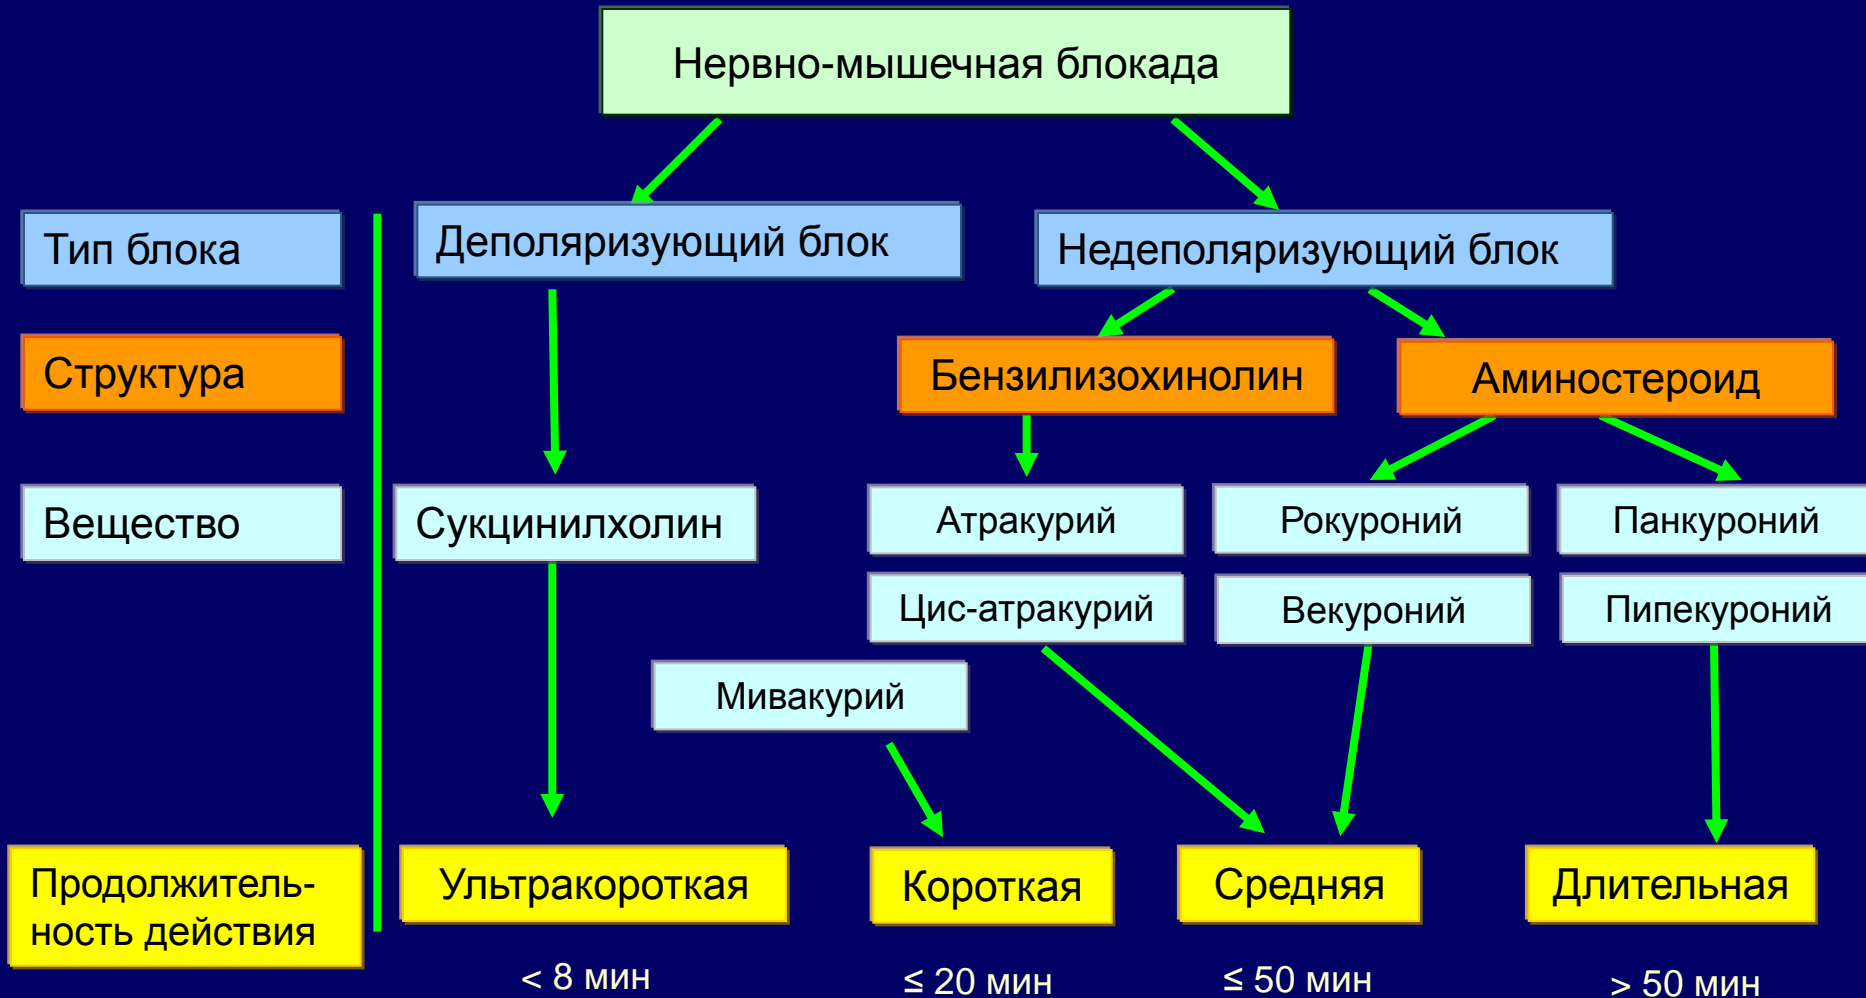 Нервно-мышечная блокада
Тип блока
Деполяризующий блок
Недеполяризующий блок
Структура
Бензилизохинолин
Аминостероид
Вещество
Сукцинилхолин
Атракурий
Рокуроний
Панкуроний
Цис-атракурий
Векуроний
Пипекуроний
Мивакурий
Продолжитель-
ность действия
Ультракороткая
Короткая
Средняя
Длительная
< 8 мин
≤ 20 мин
≤ 50 мин
> 50 мин